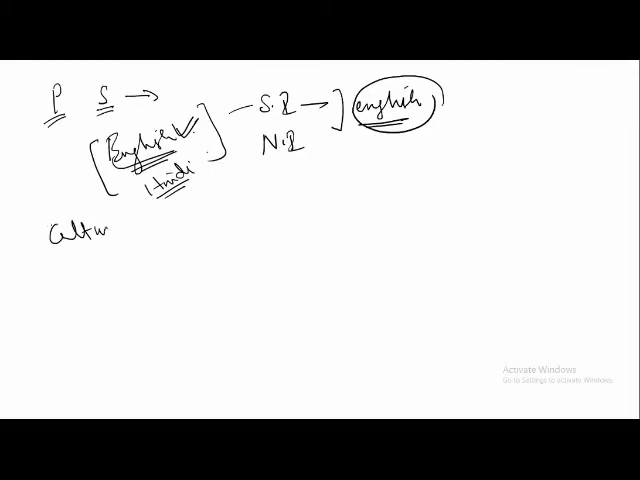 P S → — S.R → ] english
[English ✓ N.R
Hindi ]
Cultu
Activate Windows
Go to Settings to activate Windows.